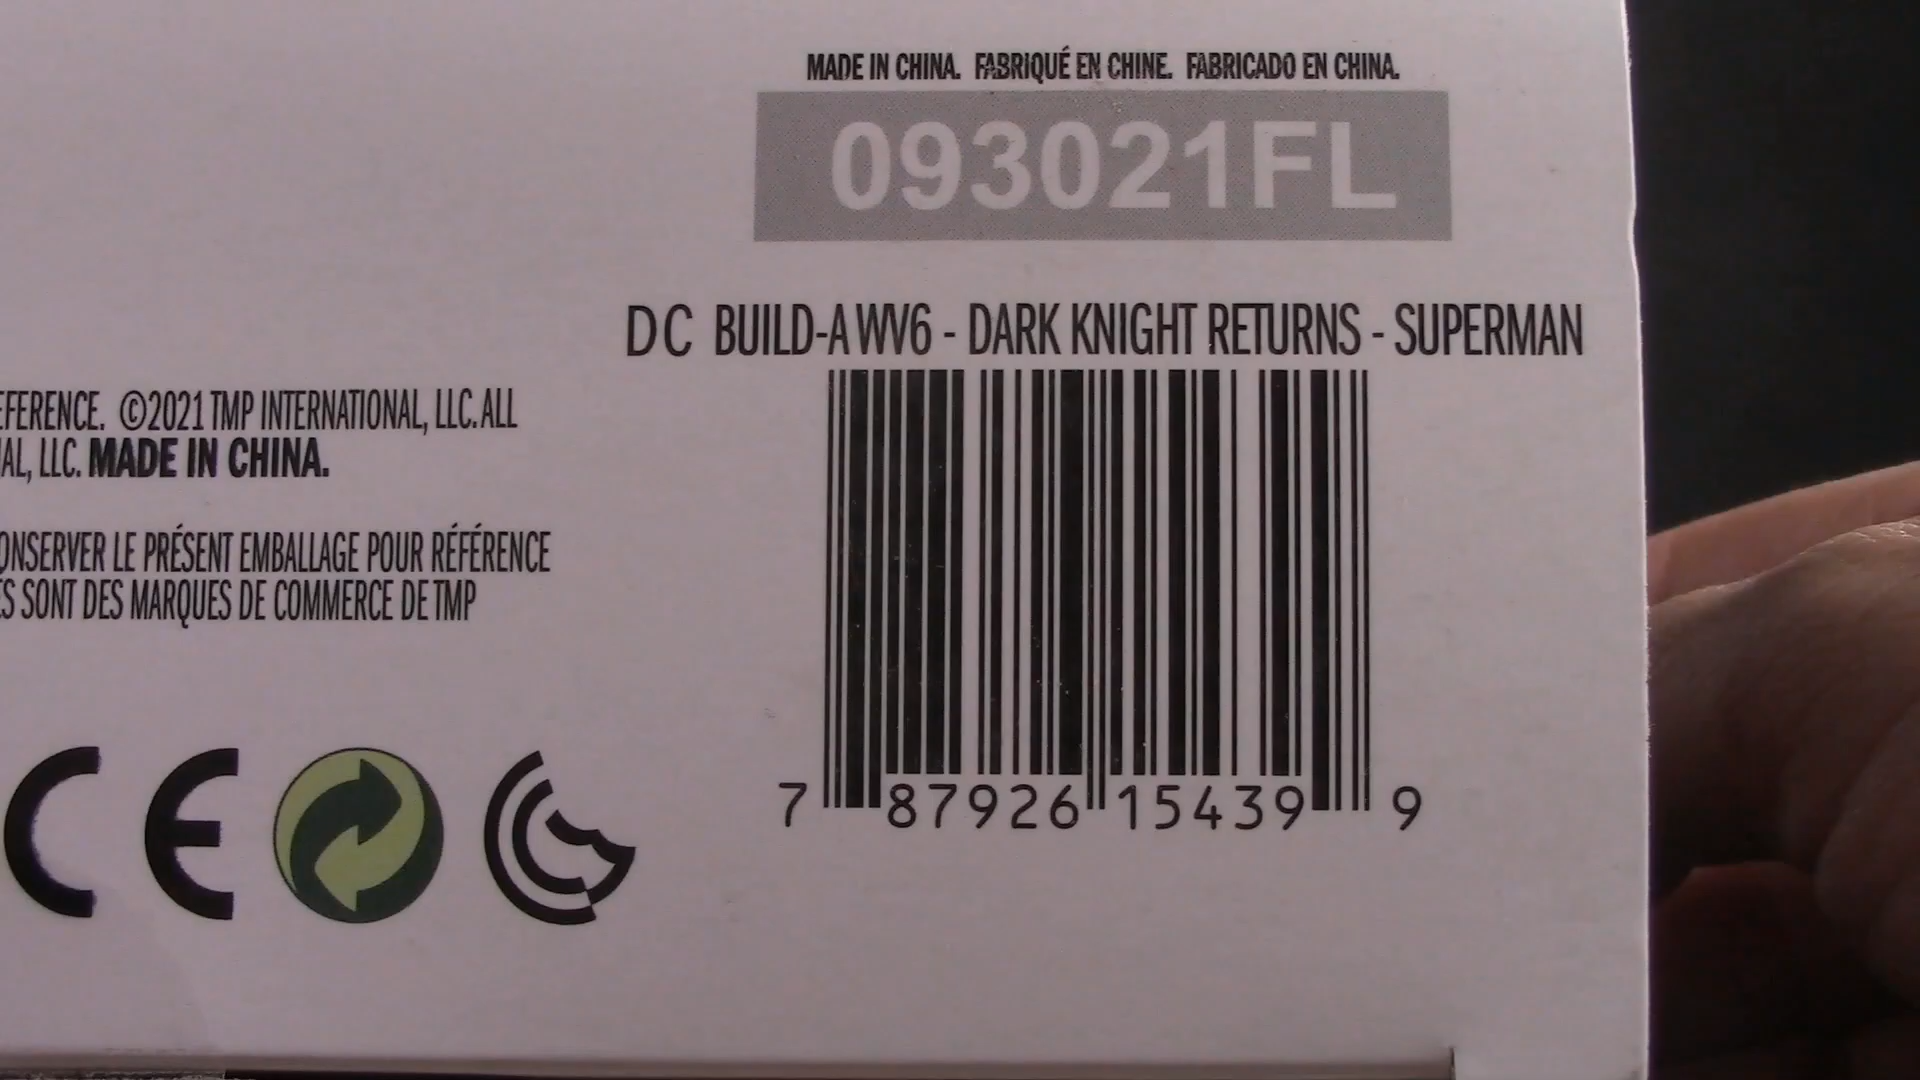 MADE IN CHINA. FABRIQUÉ EN CHINE. FABRICADO EN CHINA.
093021FL
DC BUILD-A WV6 - DARK KNIGHT RETURNS - SUPERMAN
EFERENCE. ©2021 TMP INTERNATIONAL, LLC. ALL
AL, LLC. MADE IN CHINA.
ONSERVER LE PRÉSENT EMBALLAGE POUR RÉFÉRENCE
ES SONT DES MARQUES DE COMMERCE DE TMP
CE
7 87926 15439 9